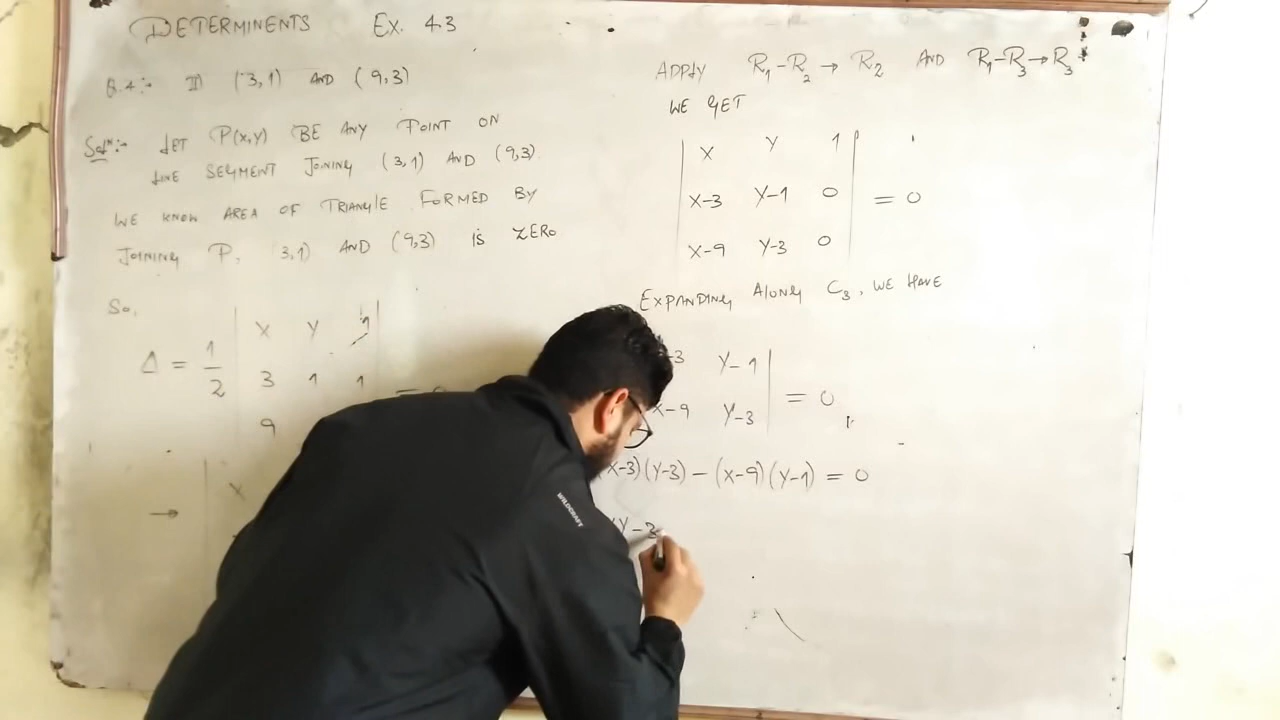 DETERMINENTS Ex. 4.3
Q.4:- II (3,1) AND (9,3)
Solⁿ:- LET P(X,Y) BE ANY POINT ON
LINE SEGMENT JOINING (3,1) AND (9,3)
WE KNOW AREA OF TRIANGLE FORMED BY
JOINING P, 3,1) AND (9,3) IS ZERO
So,
X Y 1
Δ = 1/2 3 1 1 = 0
9
→ X
APPLY R₁-R₂ → R₂ AND R₁-R₃→R₃
WE GET
X Y 1
X-3 Y-1 0 = 0
X-9 Y-3 0
EXPANDING ALONG C₃, WE HAVE
-3 Y-1
X-9 Y-3 = 0
X-3)(Y-3) - (X-9)(Y-1) = 0
Y-3
WILDCRAFT